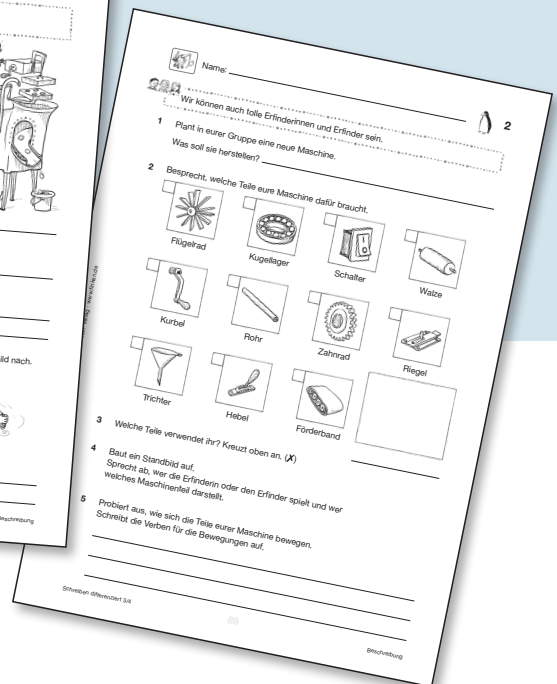 Name:
2
Wir können auch tolle Erfinderinnen und Erfinder sein.
1 Plant in eurer Gruppe eine neue Maschine.
Was soll sie herstellen?
2 Besprecht, welche Teile eure Maschine dafür braucht.
Flügelrad
Kugellager
Schalter
Walze
Kurbel
Rohr
Zahnrad
Riegel
Trichter
Hebel
Förderband
3 Welche Teile verwendet ihr? Kreuzt oben an. (X)
4 Baut ein Standbild auf.
Sprecht ab, wer die Erfinderin oder den Erfinder spielt und wer
welches Maschinenteil darstellt.
5 Probiert aus, wie sich die Teile eurer Maschine bewegen.
Schreibt die Verben für die Bewegungen auf.
Schreiben differenziert 3/4
89
Beschreibung
ild nach.
eschreibung